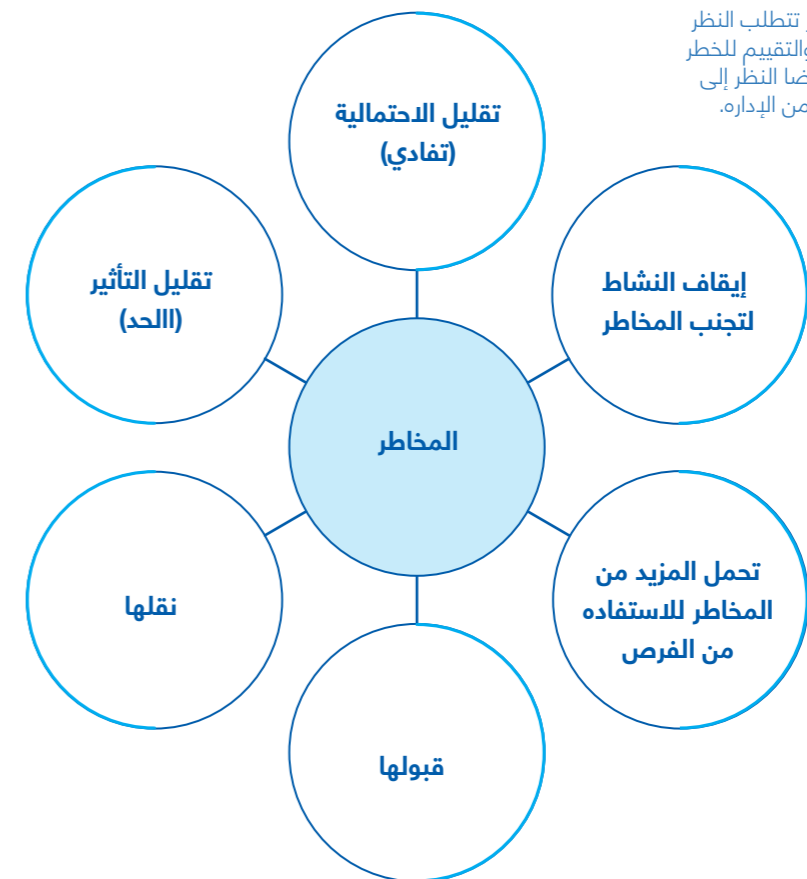 تتطلب النظر
والتقييم للخطر
النظر إلى
من الإداره.
تقليل الاحتمالية
(تفادي)
إيقاف النشاط
لتجنب المخاطر
تحمل المزيد من
المخاطر للاستفاده
من الفرص
قبولها
نقلها
تقليل التأثير
(االحد)
المخاطر